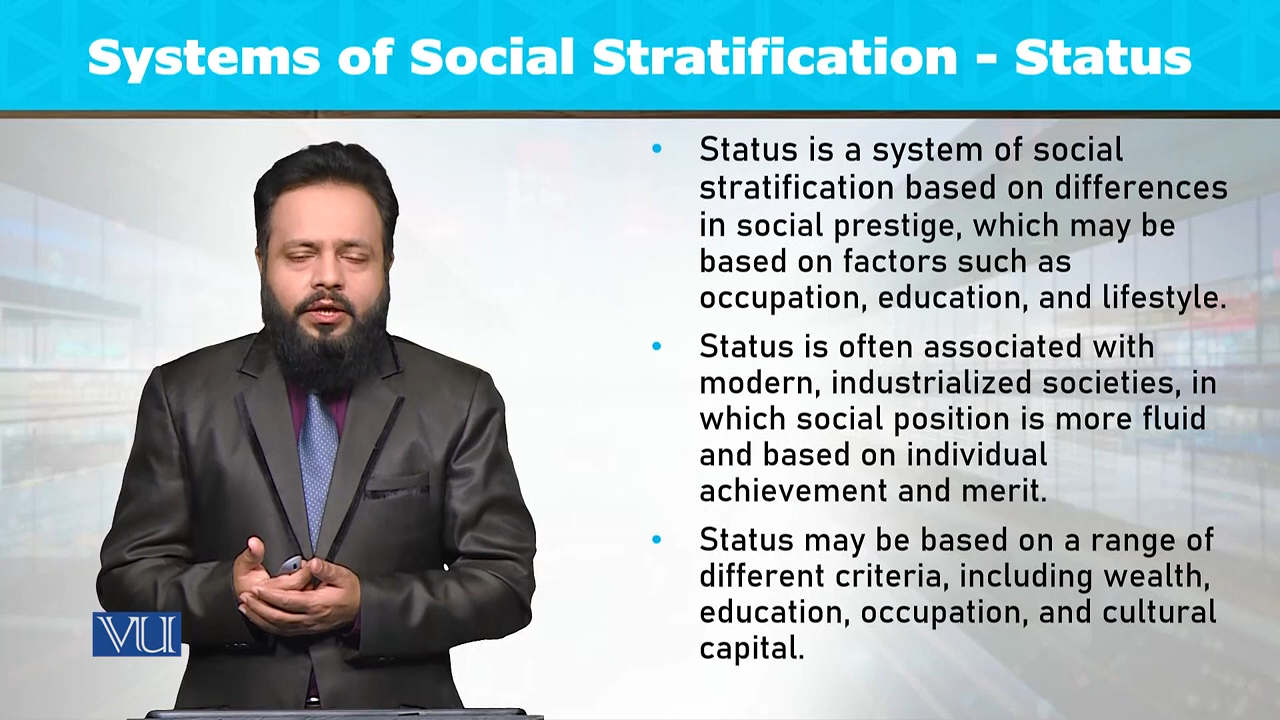 Systems of Social Stratification - Status
• Status is a system of social
stratification based on differences
in social prestige, which may be
based on factors such as
occupation, education, and lifestyle.
• Status is often associated with
modern, industrialized societies, in
which social position is more fluid
and based on individual
achievement and merit.
• Status may be based on a range of
different criteria, including wealth,
education, occupation, and cultural
capital.
VU